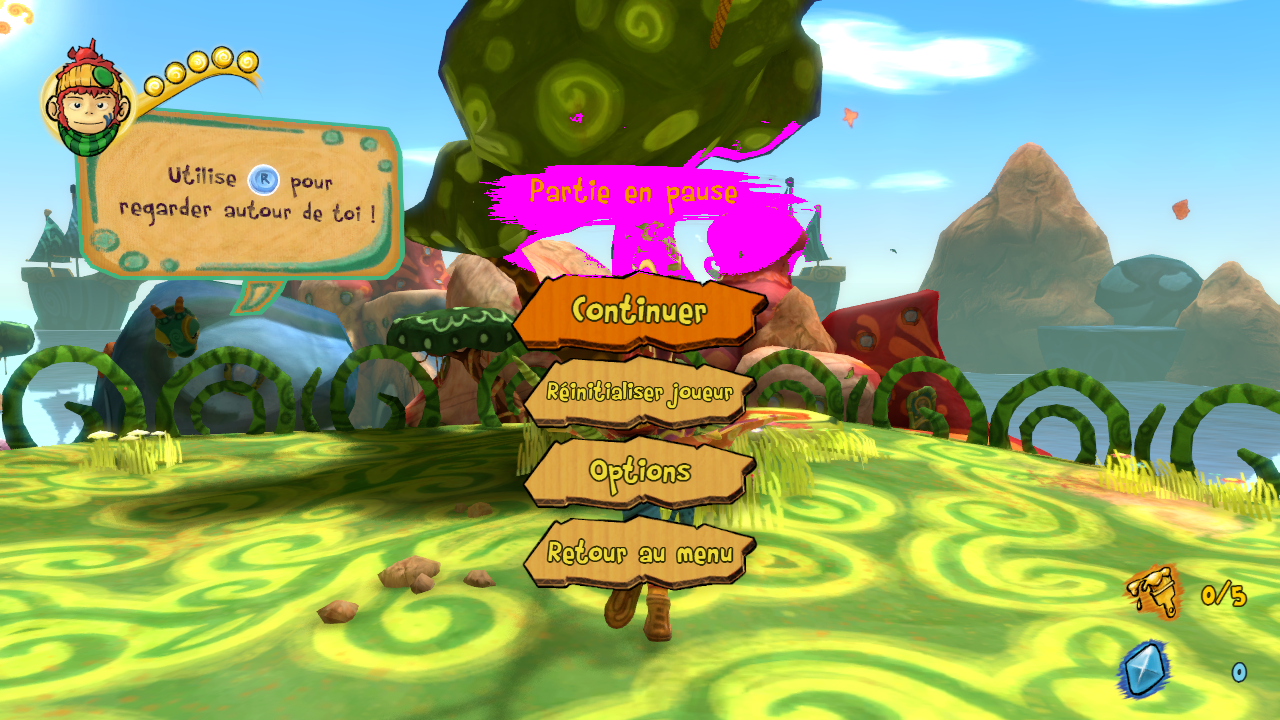 Utilise R pour
regarder autour de toi !
Partie en pause
Continuer
Réinitialiser joueur
Options
Retour au menu
0/5
0